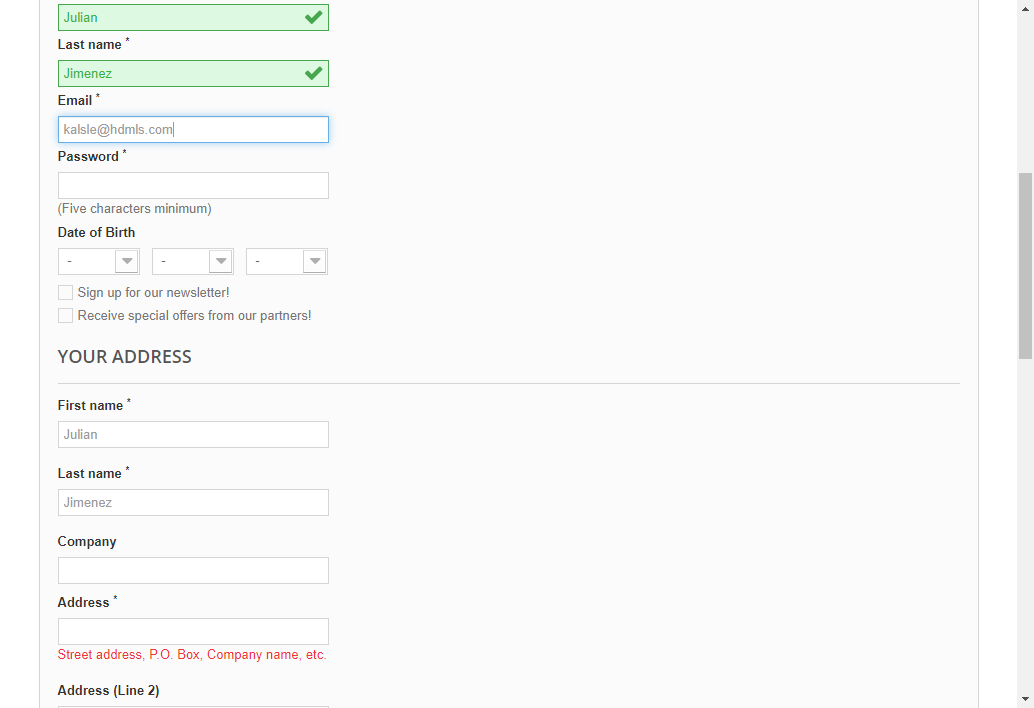 Julian
Last name *
Jimenez
Email *
kalsle@hdmls.com
Password *
(Five characters minimum)
Date of Birth
- - -
Sign up for our newsletter!
Receive special offers from our partners!
YOUR ADDRESS
First name *
Julian
Last name *
Jimenez
Company
Address *
Street address, P.O. Box, Company name, etc.
Address (Line 2)